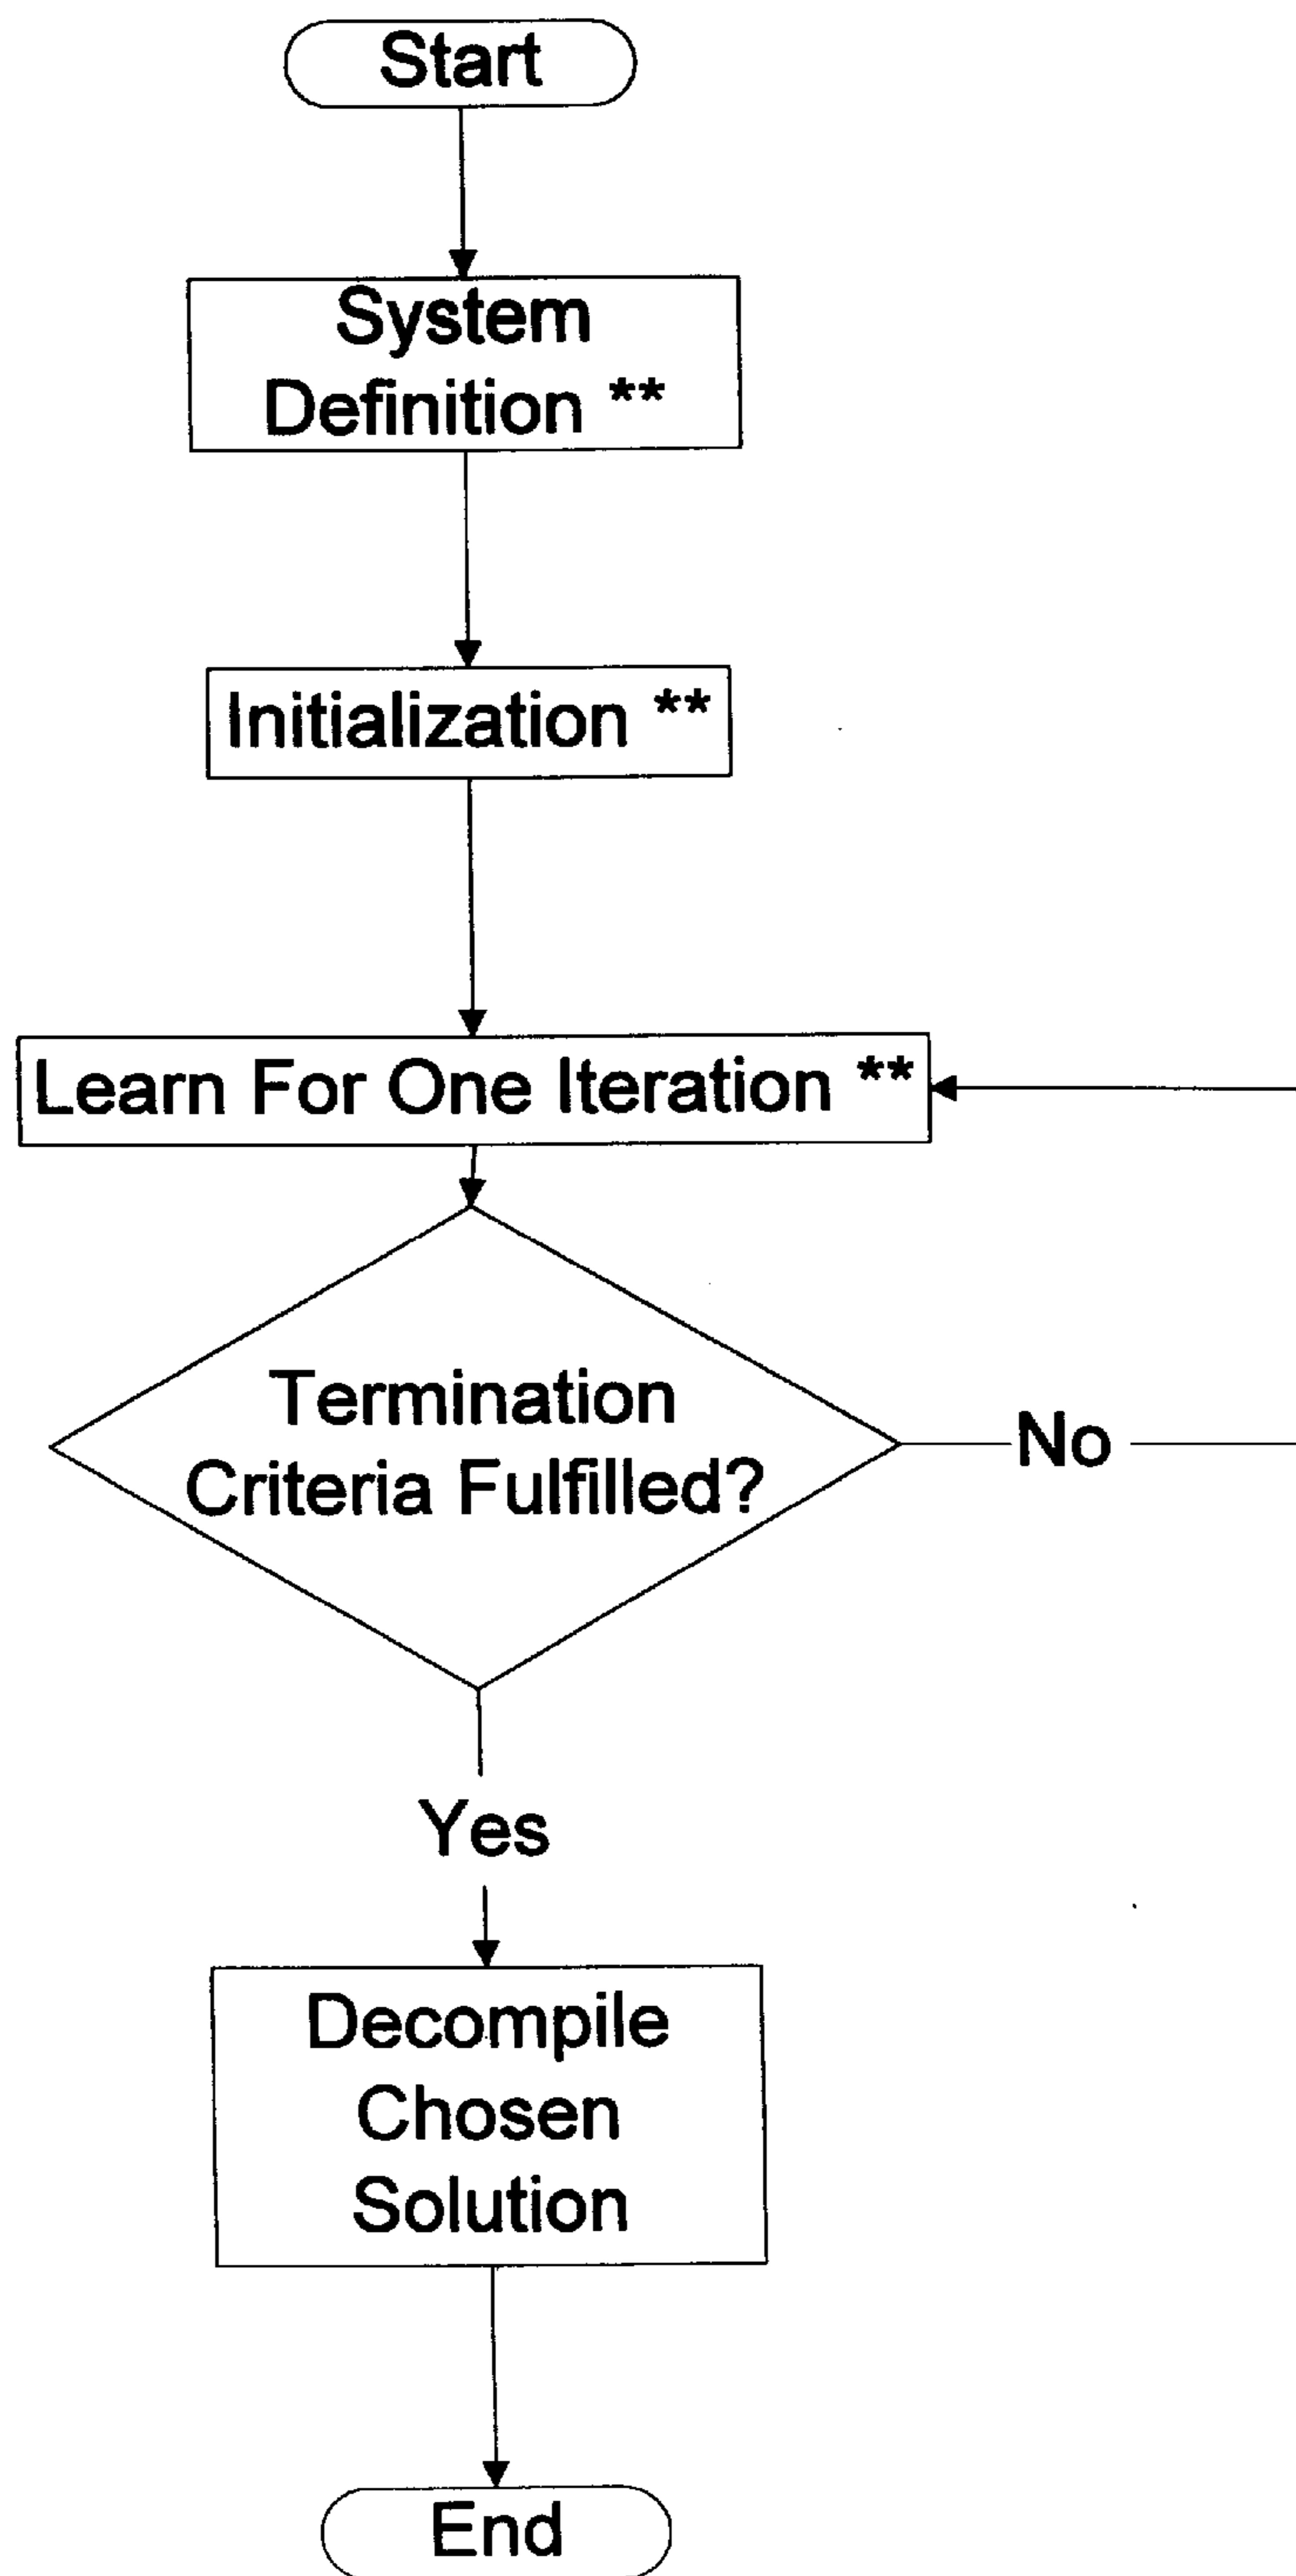 Start
System
Definition **
Initialization **
Learn For One Iteration **
Termination
Criteria Fulfilled?
No
Yes
Decompile
Chosen
Solution
End